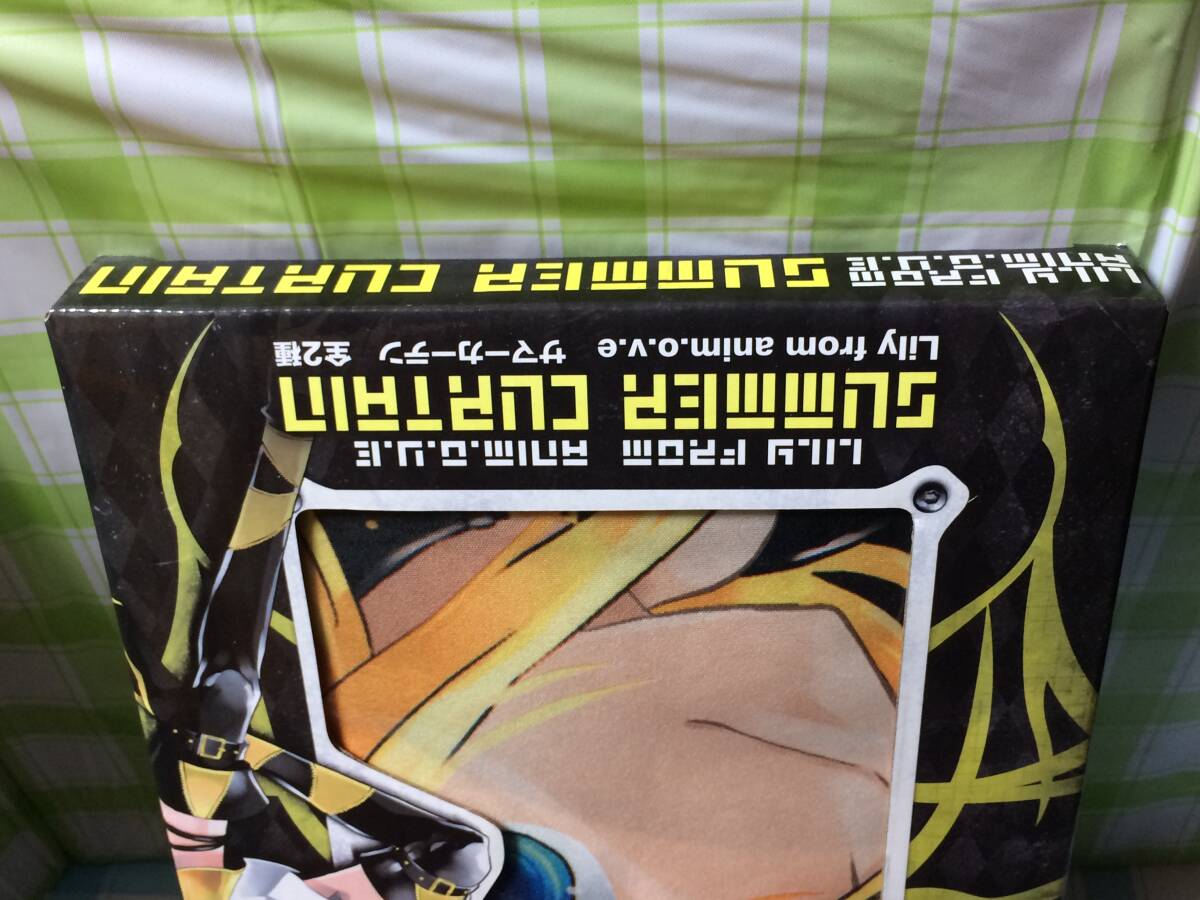 LILY FROM ANIM.O.V.E
SUMMER CURTAIN
Lily from anim.o.v.e サマーカーテン 全2種
LILY FROM
ANIM.O.V.E
SUMMER CURTAIN